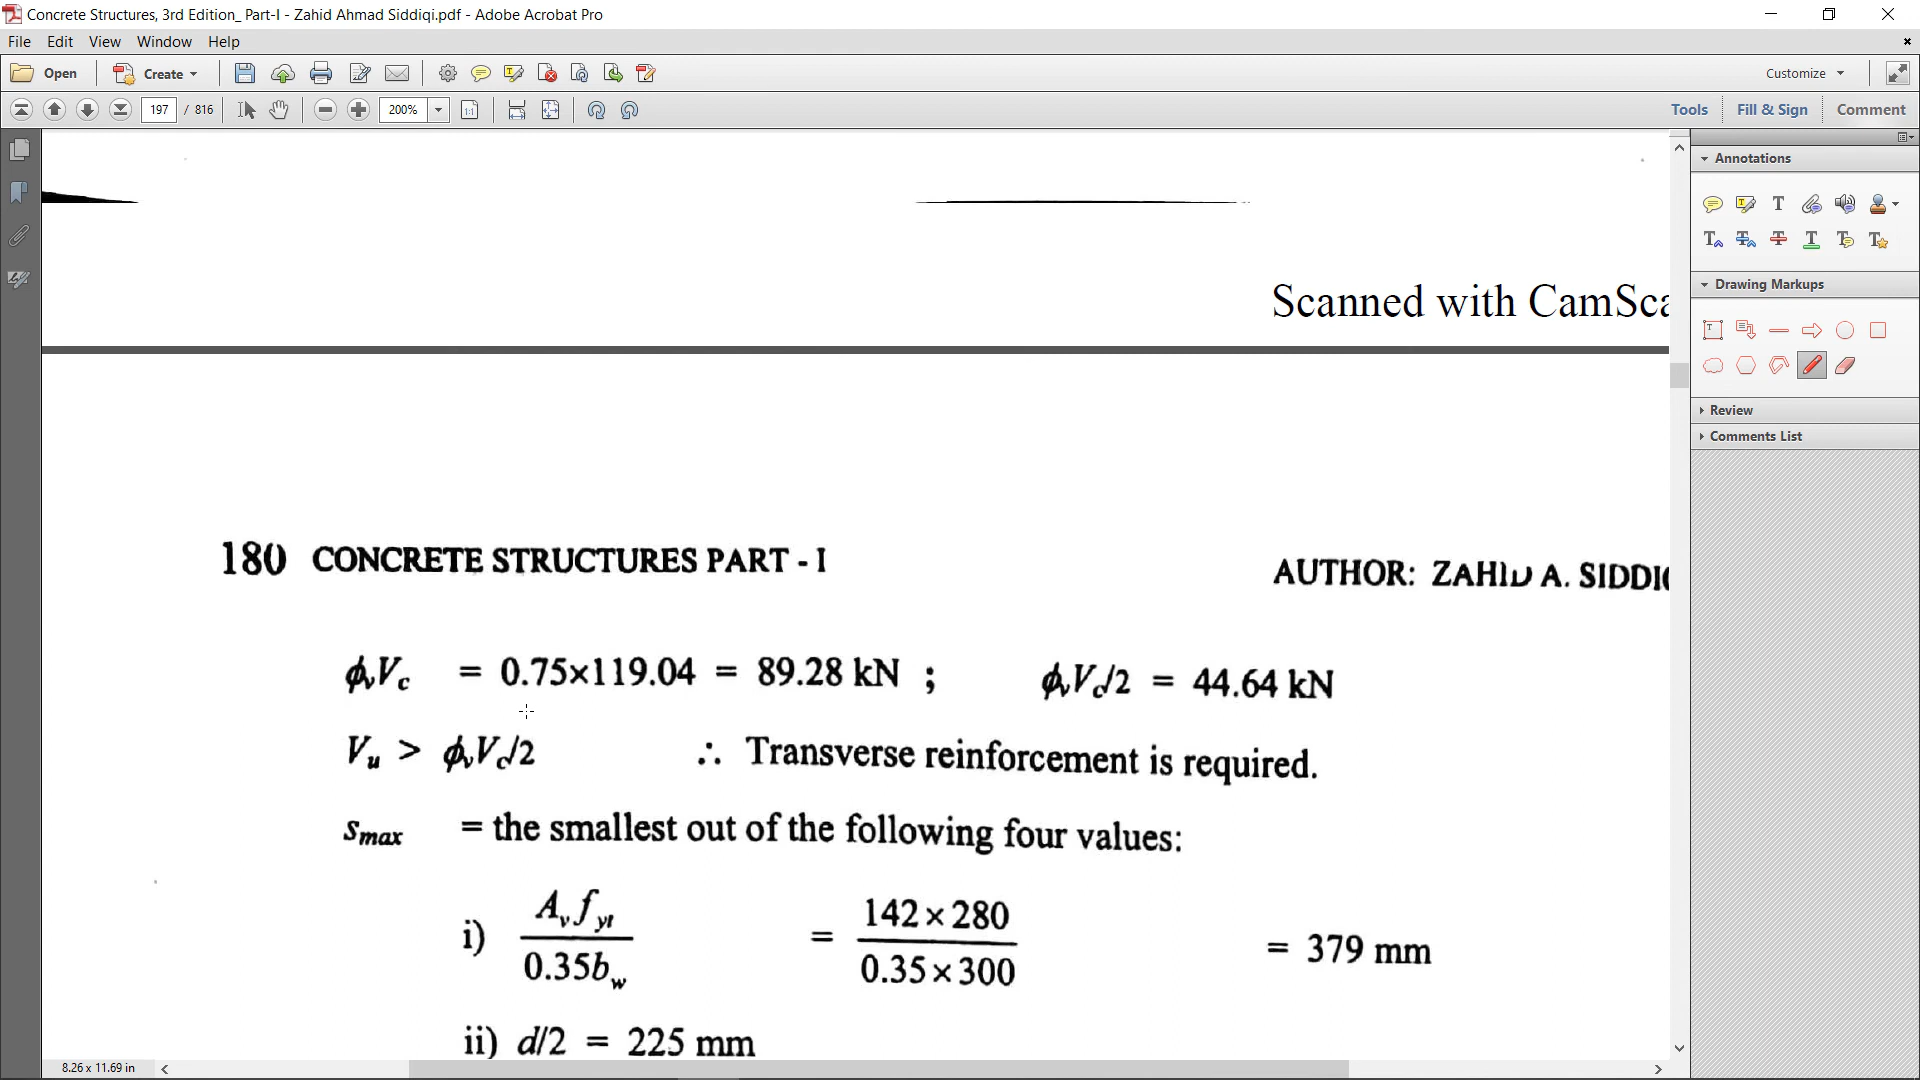 Concrete Structures, 3rd Edition_ Part-I - Zahid Ahmad Siddiqi.pdf - Adobe Acrobat Pro
File Edit View Window Help
Open Create Customize
197 / 816 200% Tools Fill & Sign Comment
Annotations
Drawing Markups
Review
Comments List
Scanned with CamSca
180 CONCRETE STRUCTURES PART - I
AUTHOR: ZAHID A. SIDDIQ
ϕvVc = 0.75×119.04 = 89.28 kN ; ϕvVc/2 = 44.64 kN
Vu > ϕvVc/2 ∴ Transverse reinforcement is required.
smax = the smallest out of the following four values:
i) Av fyt / 0.35bw = 142 × 280 / 0.35 × 300 = 379 mm
ii) d/2 = 225 mm
8.26 x 11.69 in